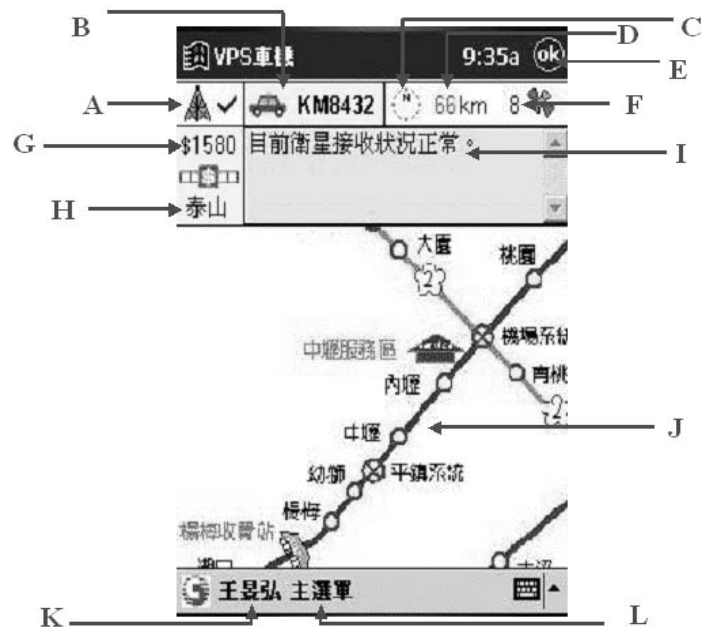 B
C
D
VPS車機 9:35a ok
E
A
KM8432
N
66km 8
F
G
$1580
目前衛星接收狀況正常。
I
$
H
泰山
大園
桃園
2
機場系統
中壢服務區
南桃
內壢
2
中壢
J
幼獅
平鎮系統
楊梅
楊梅收費站
湖口
王昱弘 主選單
K
L